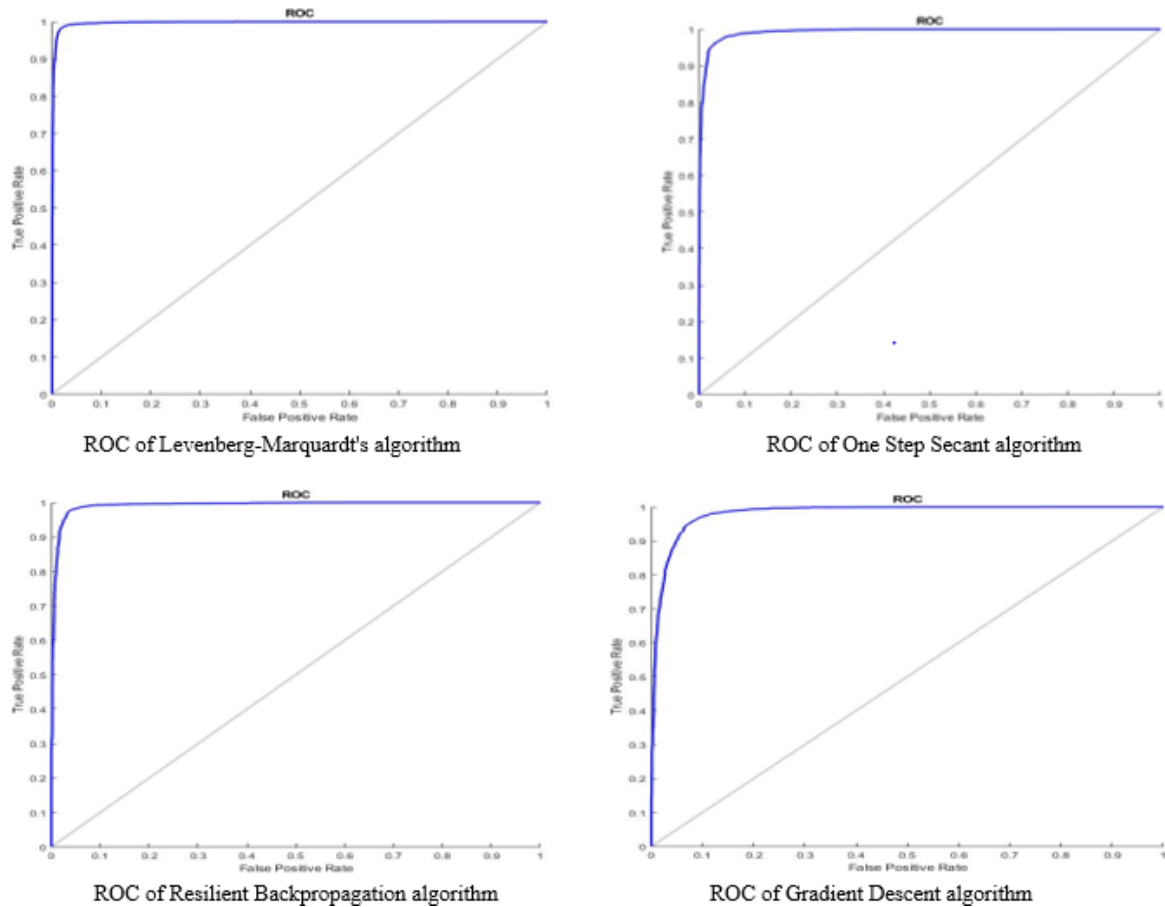 ROC
True Positive Rate
1
0.9
0.8
0.7
0.6
0.5
0.4
0.3
0.2
0.1
0
0 0.1 0.2 0.3 0.4 0.5 0.6 0.7 0.8 0.9 1
False Positive Rate
ROC of Levenberg-Marquardt's algorithm
ROC
True Positive Rate
1
0.9
0.8
0.7
0.6
0.5
0.4
0.3
0.2
0.1
0
0 0.1 0.2 0.3 0.4 0.5 0.6 0.7 0.8 0.9 1
False Positive Rate
ROC of One Step Secant algorithm
ROC
True Positive Rate
1
0.9
0.8
0.7
0.6
0.5
0.4
0.3
0.2
0.1
0
0 0.1 0.2 0.3 0.4 0.5 0.6 0.7 0.8 0.9 1
False Positive Rate
ROC of Resilient Backpropagation algorithm
ROC
True Positive Rate
1
0.9
0.8
0.7
0.6
0.5
0.4
0.3
0.2
0.1
0
0 0.1 0.2 0.3 0.4 0.5 0.6 0.7 0.8 0.9 1
False Positive Rate
ROC of Gradient Descent algorithm